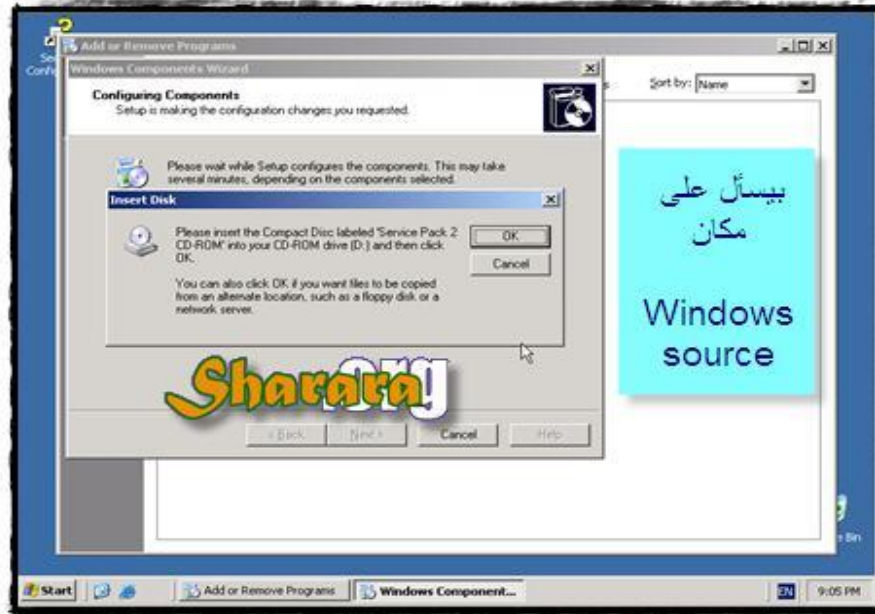 Add or Remove Programs
Windows Components Wizard
Sort by: Name
Configuring Components
Setup is making the configuration changes you requested.
Please wait while Setup configures the components. This may take
several minutes, depending on the components selected.
Insert Disk
Please insert the Compact Disc labeled 'Service Pack 2
CD-ROM' into your CD-ROM drive (D:) and then click
OK.
You can also click OK if you want files to be copied
from an alternate location, such as a floppy disk or a
network server.
OK
Cancel
بيسأل على
مكان
Windows
source
Sharara.org
< Back
Next >
Cancel
Help
Bin
Start
Add or Remove Programs
Windows Component...
EN
9:05 PM